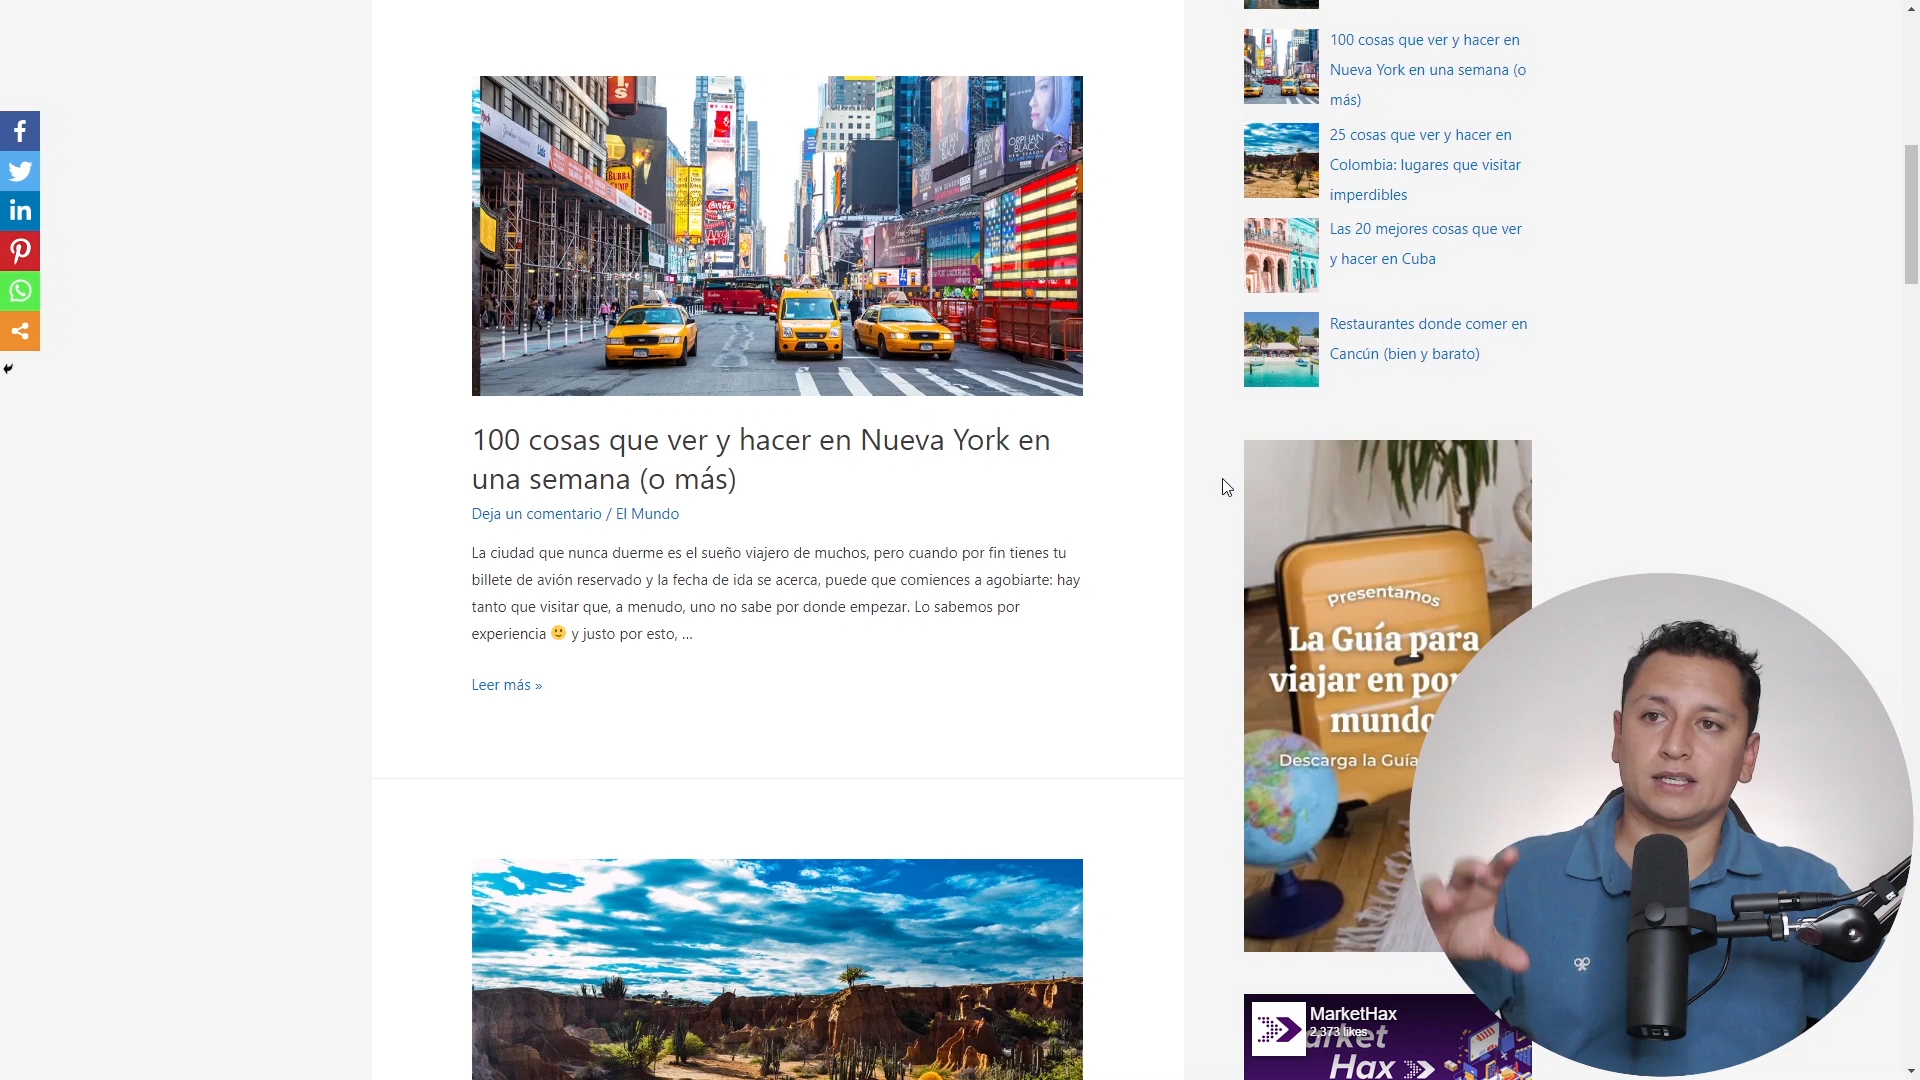 BUBBA
GUMP
ORPHAN
BLACK
100 cosas que ver y hacer en Nueva York en
una semana (o más)
Deja un comentario / El Mundo
La ciudad que nunca duerme es el sueño viajero de muchos, pero cuando por fin tienes tu
billete de avión reservado y la fecha de ida se acerca, puede que comiences a agobiarte: hay
tanto que visitar que, a menudo, uno no sabe por donde empezar. Lo sabemos por
experiencia 🙂 y justo por esto, ...
Leer más »
100 cosas que ver y hacer en
Nueva York en una semana (o
más)
25 cosas que ver y hacer en
Colombia: lugares que visitar
imperdibles
Las 20 mejores cosas que ver
y hacer en Cuba
Restaurantes donde comer en
Cancún (bien y barato)
Presentamos
La Guía para
viajar en por
mundo
Descarga la Guía
MarketHax
2,373 likes
Hax